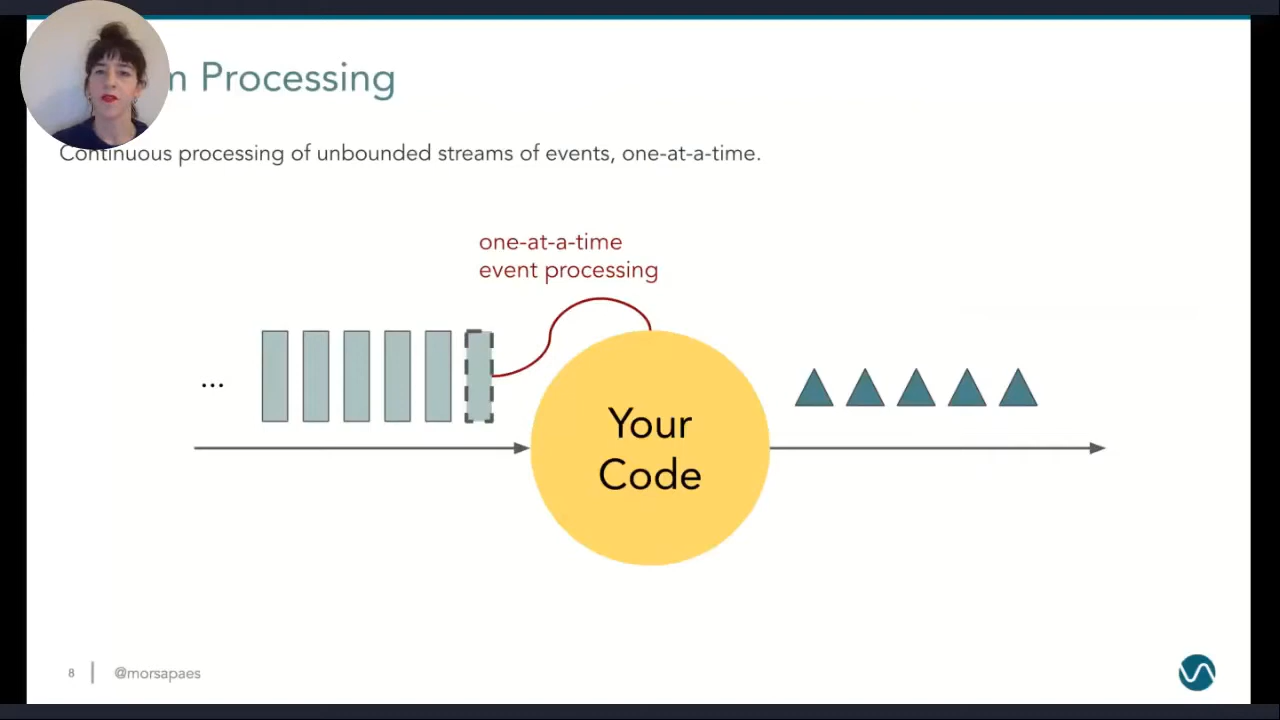 m Processing
Continuous processing of unbounded streams of events, one-at-a-time.
one-at-a-time
event processing
...
Your
Code
8 | @morsapaes